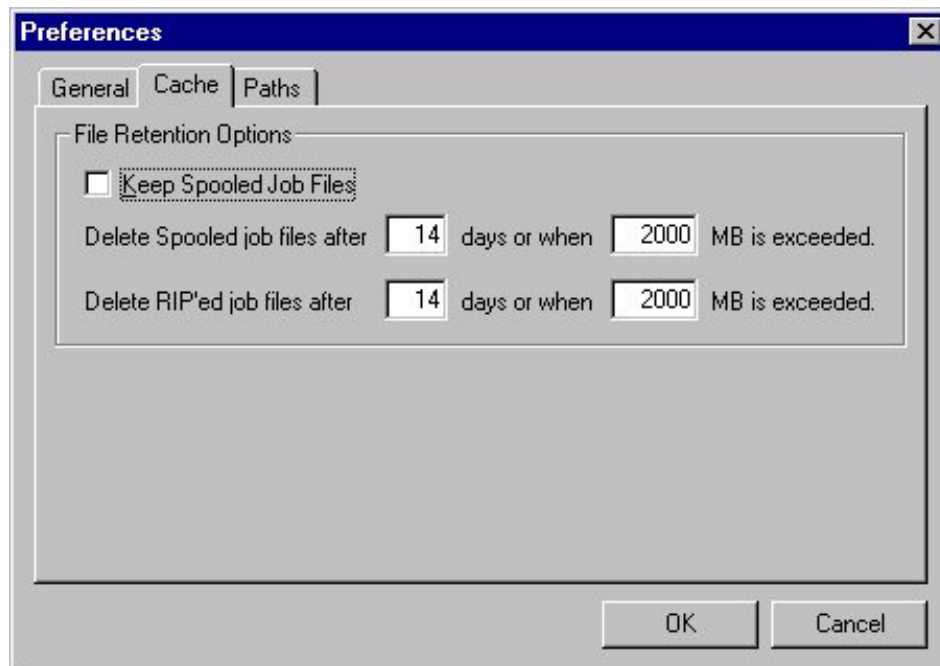 Preferences
General Cache Paths
File Retention Options
Keep Spooled Job Files
Delete Spooled job files after 14 days or when 2000 MB is exceeded.
Delete RIP'ed job files after 14 days or when 2000 MB is exceeded.
OK Cancel